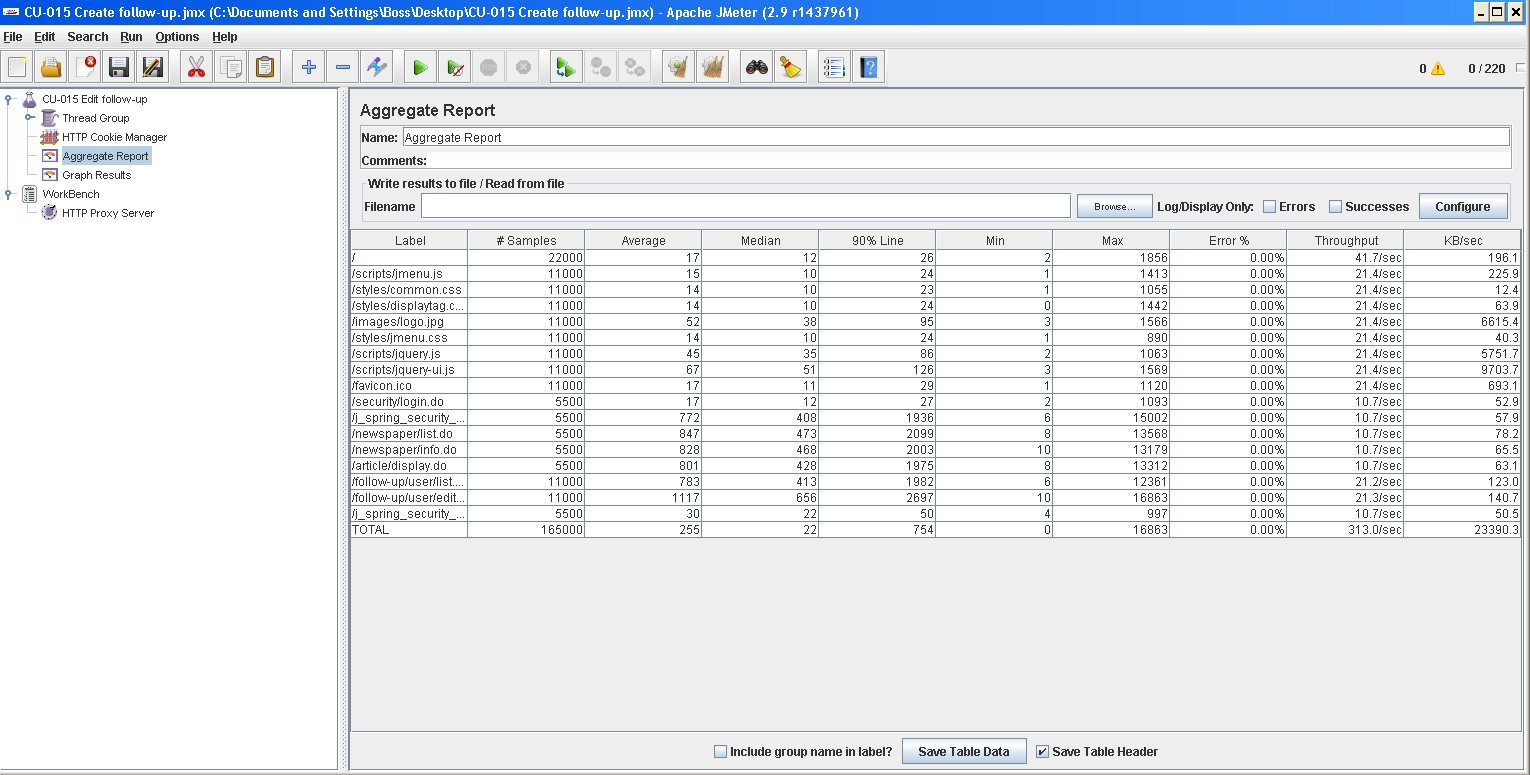 CU-015 Create follow-up.jmx (C:\Documents and Settings\Boss\Desktop\CU-015 Create follow-up.jmx) - Apache JMeter (2.9 r1437961)
File Edit Search Run Options Help
0 0 / 220
CU-015 Edit follow-up
Thread Group
HTTP Cookie Manager
Aggregate Report
Graph Results
WorkBench
HTTP Proxy Server
Aggregate Report
Name: Aggregate Report
Comments:
Write results to file / Read from file
Filename Browse... Log/Display Only: Errors Successes Configure
Label # Samples Average Median 90% Line Min Max Error % Throughput KB/sec
/ 22000 17 12 26 2 1856 0.00% 41.7/sec 196.1
/scripts/jmenu.js 11000 15 10 24 1 1413 0.00% 21.4/sec 225.9
/styles/common.css 11000 14 10 23 1 1055 0.00% 21.4/sec 12.4
/styles/displaytag.c... 11000 14 10 24 0 1442 0.00% 21.4/sec 63.9
/images/logo.jpg 11000 52 38 95 3 1566 0.00% 21.4/sec 6615.4
/styles/jmenu.css 11000 14 10 24 1 890 0.00% 21.4/sec 40.3
/scripts/jquery.js 11000 45 35 86 2 1063 0.00% 21.4/sec 5751.7
/scripts/jquery-ui.js 11000 67 51 126 3 1569 0.00% 21.4/sec 9703.7
/favicon.ico 11000 17 11 29 1 1120 0.00% 21.4/sec 693.1
/security/login.do 5500 17 12 27 2 1093 0.00% 10.7/sec 52.9
/j_spring_security_... 5500 772 408 1936 6 15002 0.00% 10.7/sec 57.9
/newspaper/list.do 5500 847 473 2099 8 13568 0.00% 10.7/sec 78.2
/newspaper/info.do 5500 828 468 2003 10 13179 0.00% 10.7/sec 65.5
/article/display.do 5500 801 428 1975 8 13312 0.00% 10.7/sec 63.1
/follow-up/user/list.... 11000 783 413 1982 6 12361 0.00% 21.2/sec 123.0
/follow-up/user/edit... 11000 1117 656 2697 10 16863 0.00% 21.3/sec 140.7
/j_spring_security_... 5500 30 22 50 4 997 0.00% 10.7/sec 50.5
TOTAL 165000 255 22 754 0 16863 0.00% 313.0/sec 23390.3
Include group name in label? Save Table Data Save Table Header